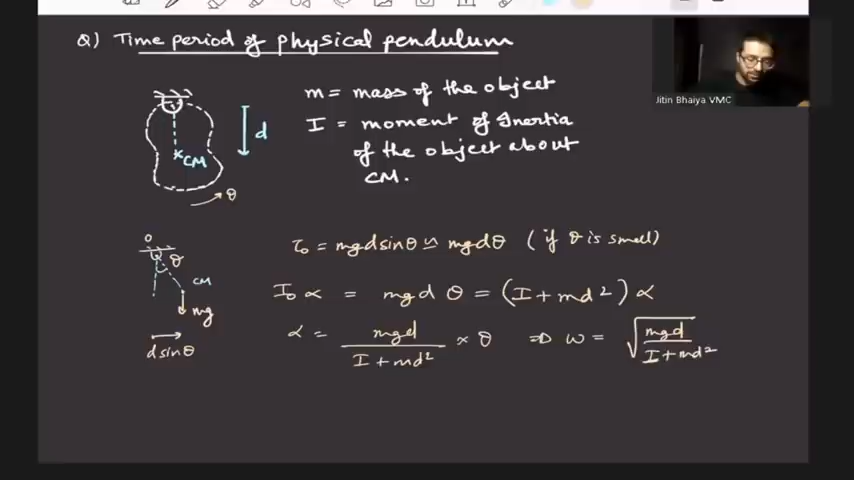 Q) Time period of physical pendulum
Jitin Bhaiya VMC
m = mass of the object
I = moment of Inertia
of the object about
CM.
d
CM
θ
O
θ
CM
mg
d sinθ
τ₀ = mgd sinθ ≃ mgdθ ( if θ is small)
I₀ α = mgd θ = (I + md²) α
α = mgd / I + md² × θ ⇒ ω = √(mgd / I + md²)